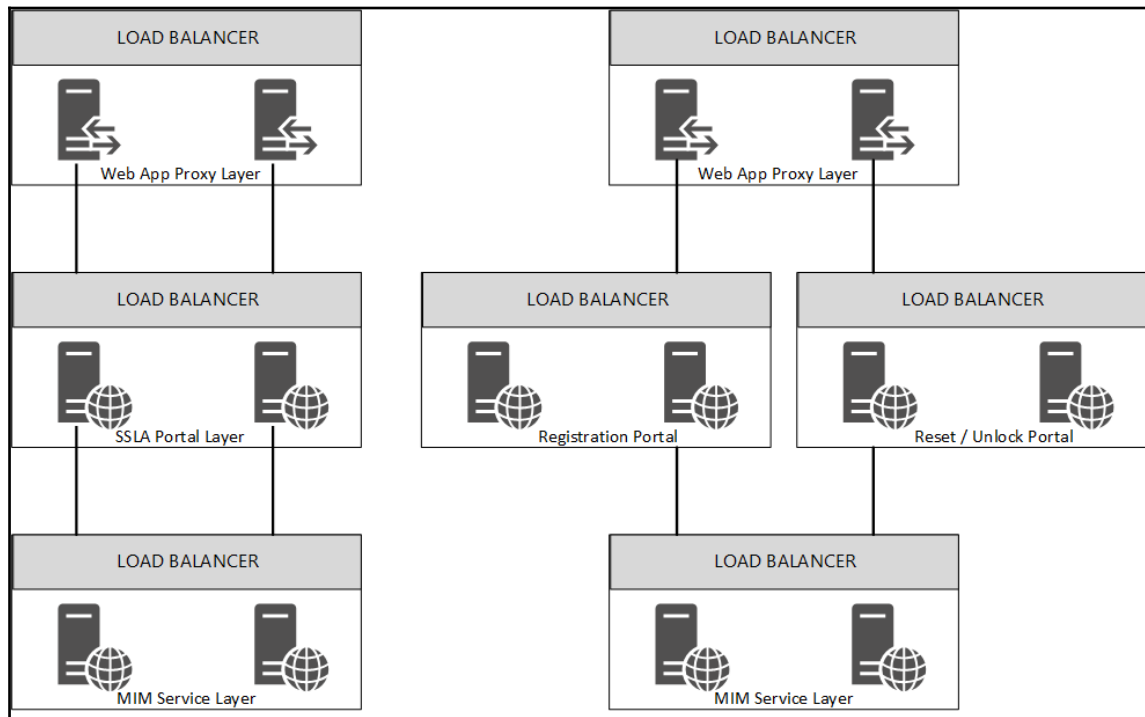 LOAD BALANCER
LOAD BALANCER
Web App Proxy Layer
Web App Proxy Layer
LOAD BALANCER
LOAD BALANCER
LOAD BALANCER
SSLA Portal Layer
Registration Portal
Reset / Unlock Portal
LOAD BALANCER
LOAD BALANCER
MIM Service Layer
MIM Service Layer